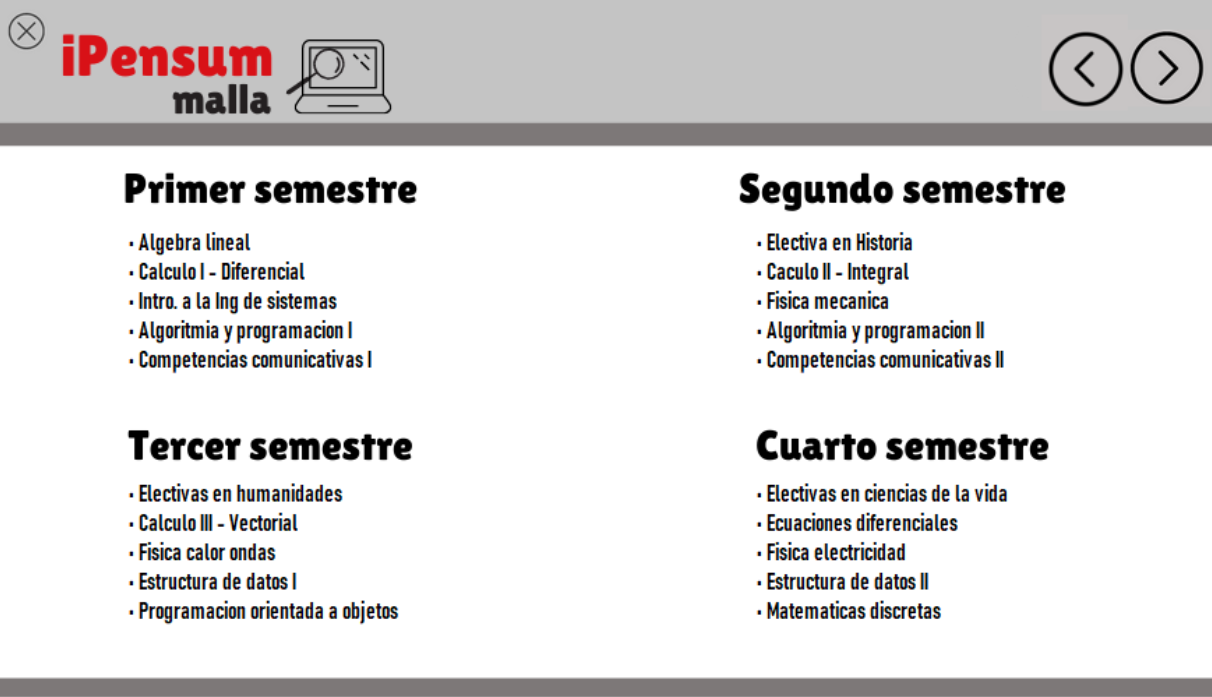 iPensum
malla
Primer semestre
· Algebra lineal
· Calculo I - Diferencial
· Intro. a la Ing de sistemas
· Algoritmia y programacion I
· Competencias comunicativas I
Segundo semestre
· Electiva en Historia
· Caculo II - Integral
· Fisica mecanica
· Algoritmia y programacion II
· Competencias comunicativas II
Tercer semestre
· Electivas en humanidades
· Calculo III - Vectorial
· Fisica calor ondas
· Estructura de datos I
· Programacion orientada a objetos
Cuarto semestre
· Electivas en ciencias de la vida
· Ecuaciones diferenciales
· Fisica electricidad
· Estructura de datos II
· Matematicas discretas